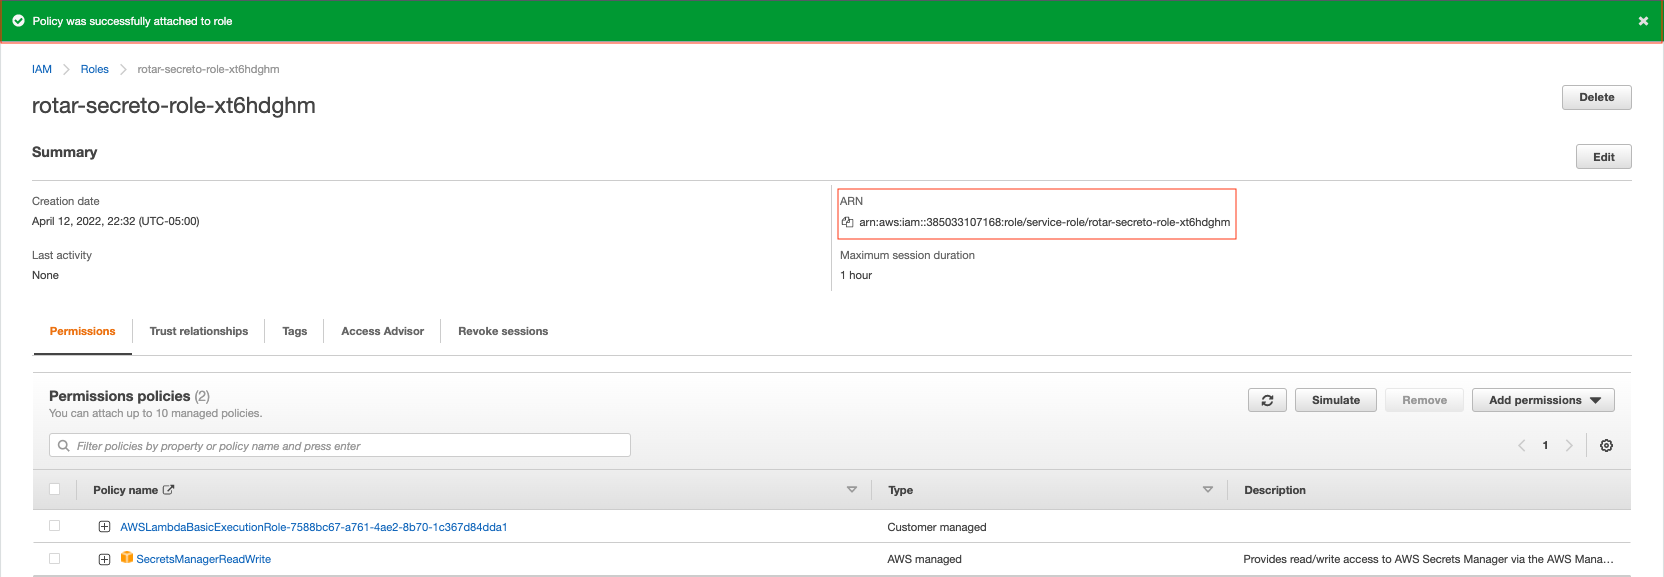 Policy was successfully attached to role
IAM Roles rotar-secreto-role-xt6hdghm
rotar-secreto-role-xt6hdghm
Delete
Summary
Edit
Creation date
April 12, 2022, 22:32 (UTC-05:00)
ARN
arn:aws:iam::385033107168:role/service-role/rotar-secreto-role-xt6hdghm
Last activity
None
Maximum session duration
1 hour
Permissions Trust relationships Tags Access Advisor Revoke sessions
Permissions policies (2)
You can attach up to 10 managed policies.
Simulate Remove Add permissions
Filter policies by property or policy name and press enter
1
Policy name Type Description
AWSLambdaBasicExecutionRole-7588bc67-a761-4ae2-8b70-1c367d84dda1 Customer managed
SecretsManagerReadWrite AWS managed Provides read/write access to AWS Secrets Manager via the AWS Mana…